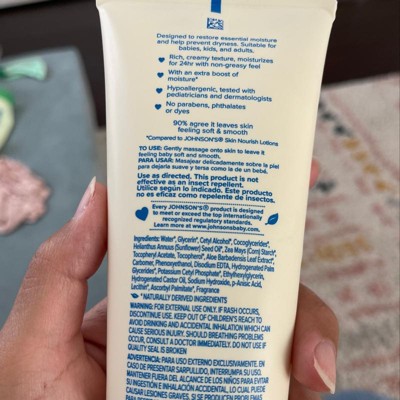 Designed to restore essential moisture
and help prevent dryness. Suitable for
babies, kids, and adults.
Rich, creamy texture, moisturizes
for 24hr with non-greasy feel
With an extra boost of
moisture*
Hypoallergenic, tested with
pediatricians and dermatologists
No parabens, phthalates
or dyes
90% agree it leaves skin
feeling soft & smooth
*Compared to JOHNSON'S® Skin Nourish Lotions
TO USE: Gently massage onto skin to leave it
feeling baby soft and smooth.
PARA USAR: Masajear delicadamente sobre la piel
para dejarla suave y tersa como la de un bebé.
Use as directed. This product is not
effective as an insect repellent.
Utilice según lo indicado. Este producto
no es eficaz como repelente de insectos.
Every JOHNSON'S® product is designed
to meet or exceed the top internationally
recognized regulatory standards.
Learn more at www.johnsonsbaby.com.
Ingredients: Water*, Glycerin*, Cetyl Alcohol*, Cocoglycerides*,
Helianthus Annuus (Sunflower) Seed Oil*, Zea Mays (Corn) Starch*,
Tocopheryl Acetate, Tocopherol*, Aloe Barbadensis Leaf Extract*,
Carbomer, Phenoxyethanol, Disodium EDTA, Hydrogenated Palm
Glycerides*, Potassium Cetyl Phosphate*, Ethylhexylglycerin,
Hydrogenated Castor Oil, Sodium Hydroxide, p-Anisic Acid,
Lecithin*, Ascorbyl Palmitate*, Fragrance
* NATURALLY DERIVED INGREDIENTS
WARNING: FOR EXTERNAL USE ONLY. IF RASH OCCURS,
DISCONTINUE USE. KEEP OUT OF CHILDREN'S REACH TO
AVOID DRINKING AND ACCIDENTAL INHALATION WHICH CAN
CAUSE SERIOUS INJURY. SHOULD BREATHING PROBLEMS
OCCUR, CONSULT A DOCTOR IMMEDIATELY. DO NOT USE IF
QUALITY SEAL IS BROKEN
ADVERTENCIA: PARA USO EXTERNO EXCLUSIVAMENTE. EN
CASO DE PRESENTAR SARPULLIDO, INTERRUMPA SU USO.
MANTENER FUERA DEL ALCANCE DE LOS NIÑOS PARA EVITAR
SU INGESTIÓN E INHALACIÓN ACCIDENTAL, LO CUAL PUEDE
CAUSAR LESIONES GRAVES. SI SE PRODUCEN PROBLEMAS